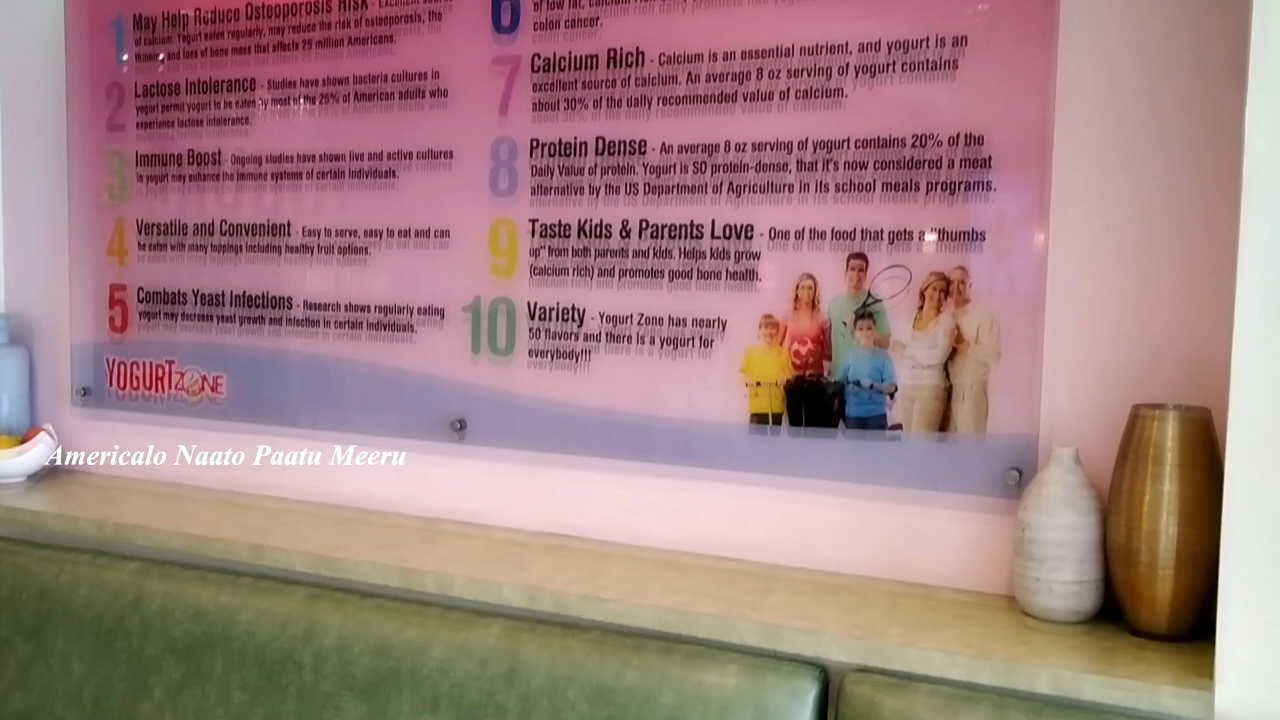 1 May Help Reduce Osteoporosis Risk - Excellent source
of calcium. Yogurt eaten regularly, may reduce the risk of osteoporosis, the
thinning and loss of bone mass that affects 25 million Americans.
2 Lactose Intolerance - Studies have shown bacteria cultures in
yogurt permit yogurt to be eaten by most of the 25% of American adults who
experience lactose intolerance.
3 Immune Boost - Ongoing studies have shown live and active cultures
in yogurt may enhance the immune systems of certain individuals.
4 Versatile and Convenient - Easy to serve, easy to eat and can
be eaten with many toppings including healthy fruit options.
5 Combats Yeast Infections - Research shows regularly eating
yogurt may decrease yeast growth and infection in certain individuals.
YOGURT ZONE
6 of low fat, calcium rich dairy products like yogurt
colon cancer.
7 Calcium Rich - Calcium is an essential nutrient, and yogurt is an
excellent source of calcium. An average 8 oz serving of yogurt contains
about 30% of the daily recommended value of calcium.
8 Protein Dense - An average 8 oz serving of yogurt contains 20% of the
Daily Value of protein. Yogurt is SO protein-dense, that it's now considered a meat
alternative by the US Department of Agriculture in its school meals programs.
9 Taste Kids & Parents Love - One of the food that gets a "thumbs
up" from both parents and kids. Helps kids grow
(calcium rich) and promotes good bone health.
10 Variety - Yogurt Zone has nearly
50 flavors and there is a yogurt for
everybody!!!
Americalo Naato Paatu Meeru